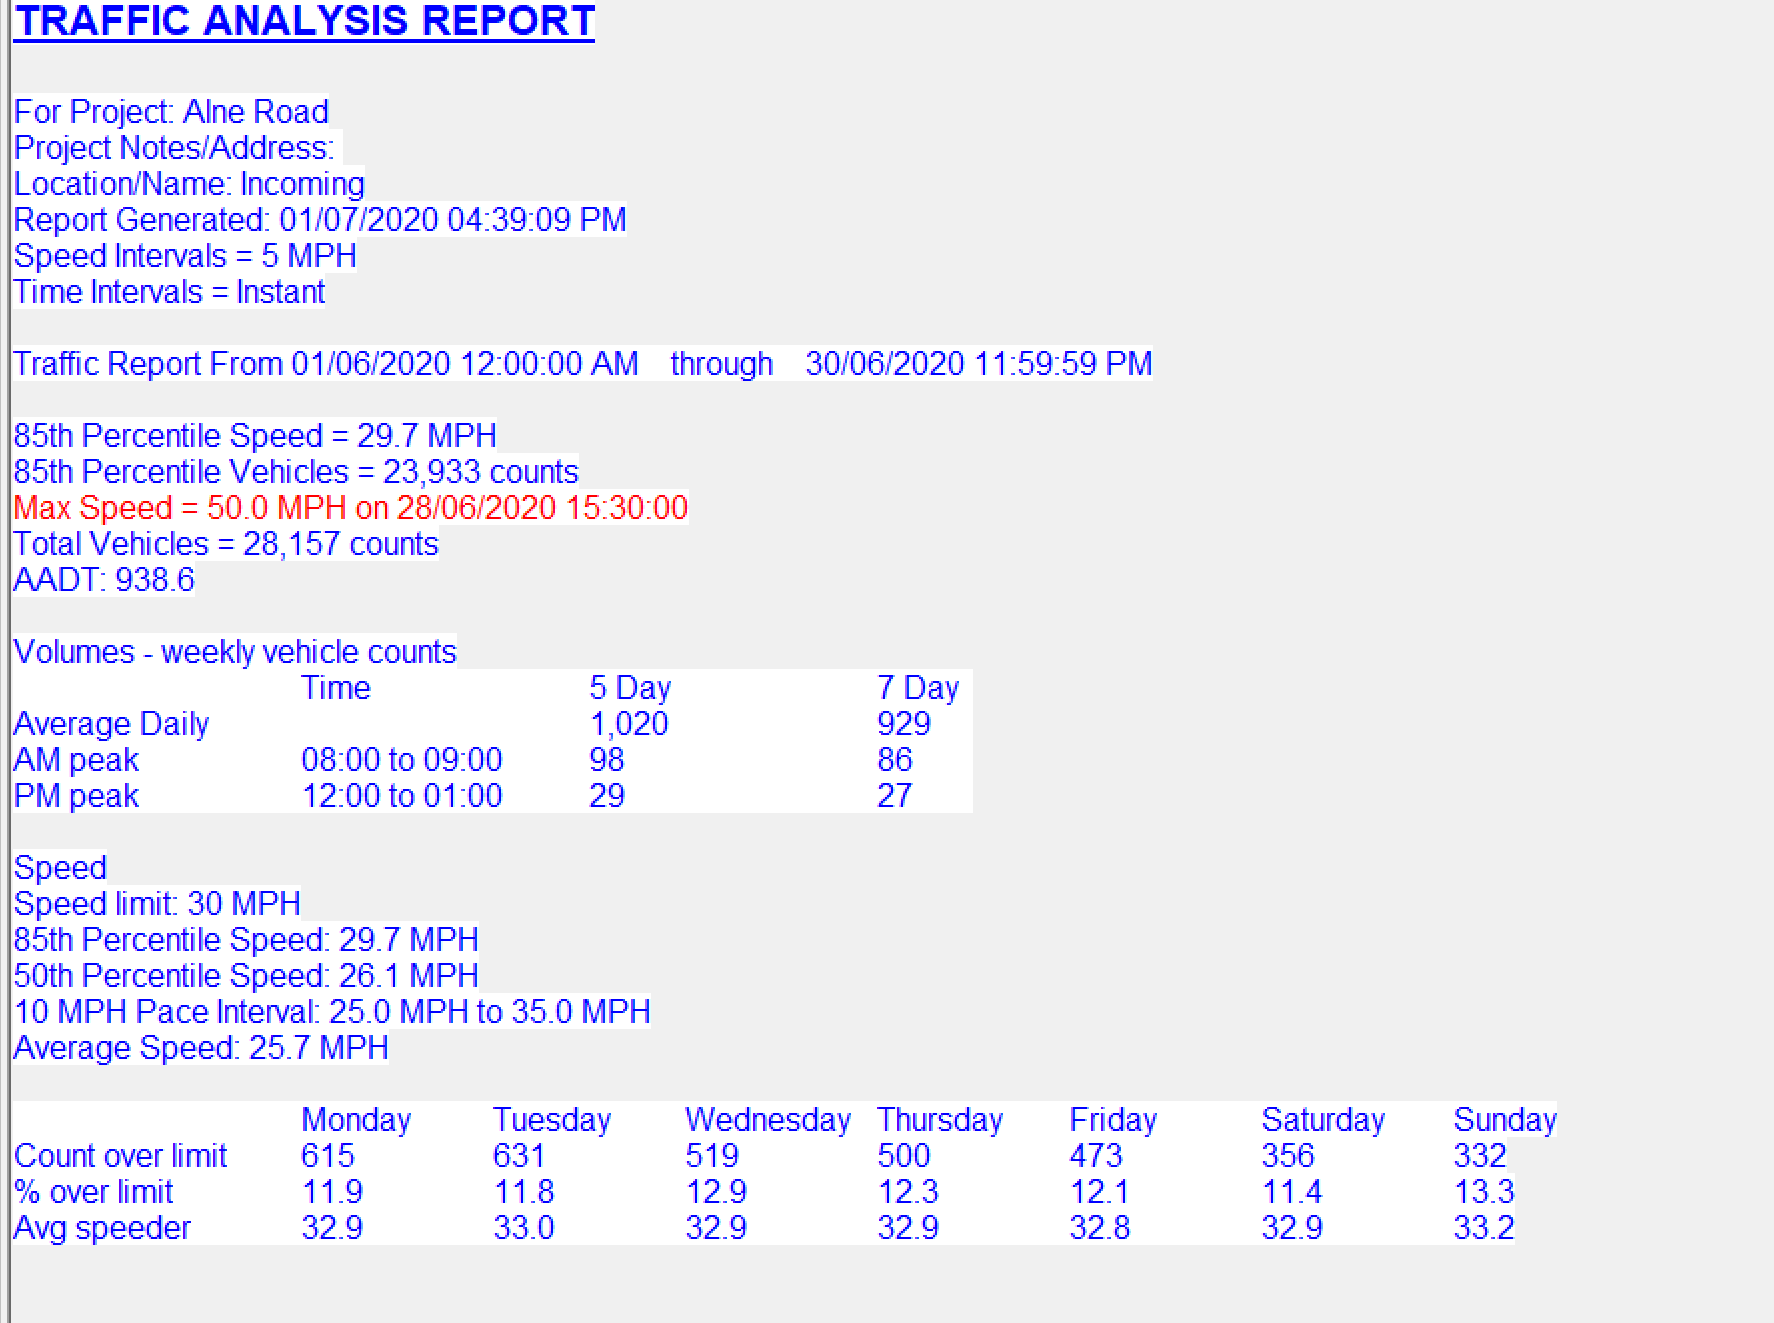 TRAFFIC ANALYSIS REPORT
For Project: Alne Road
Project Notes/Address:
Location/Name: Incoming
Report Generated: 01/07/2020 04:39:09 PM
Speed Intervals = 5 MPH
Time Intervals = Instant
Traffic Report From 01/06/2020 12:00:00 AM through 30/06/2020 11:59:59 PM
85th Percentile Speed = 29.7 MPH
85th Percentile Vehicles = 23,933 counts
Max Speed = 50.0 MPH on 28/06/2020 15:30:00
Total Vehicles = 28,157 counts
AADT: 938.6
Volumes - weekly vehicle counts
Time 5 Day 7 Day
Average Daily 1,020 929
AM peak 08:00 to 09:00 98 86
PM peak 12:00 to 01:00 29 27
Speed
Speed limit: 30 MPH
85th Percentile Speed: 29.7 MPH
50th Percentile Speed: 26.1 MPH
10 MPH Pace Interval: 25.0 MPH to 35.0 MPH
Average Speed: 25.7 MPH
Monday Tuesday Wednesday Thursday Friday Saturday Sunday
Count over limit 615 631 519 500 473 356 332
% over limit 11.9 11.8 12.9 12.3 12.1 11.4 13.3
Avg speeder 32.9 33.0 32.9 32.9 32.8 32.9 33.2